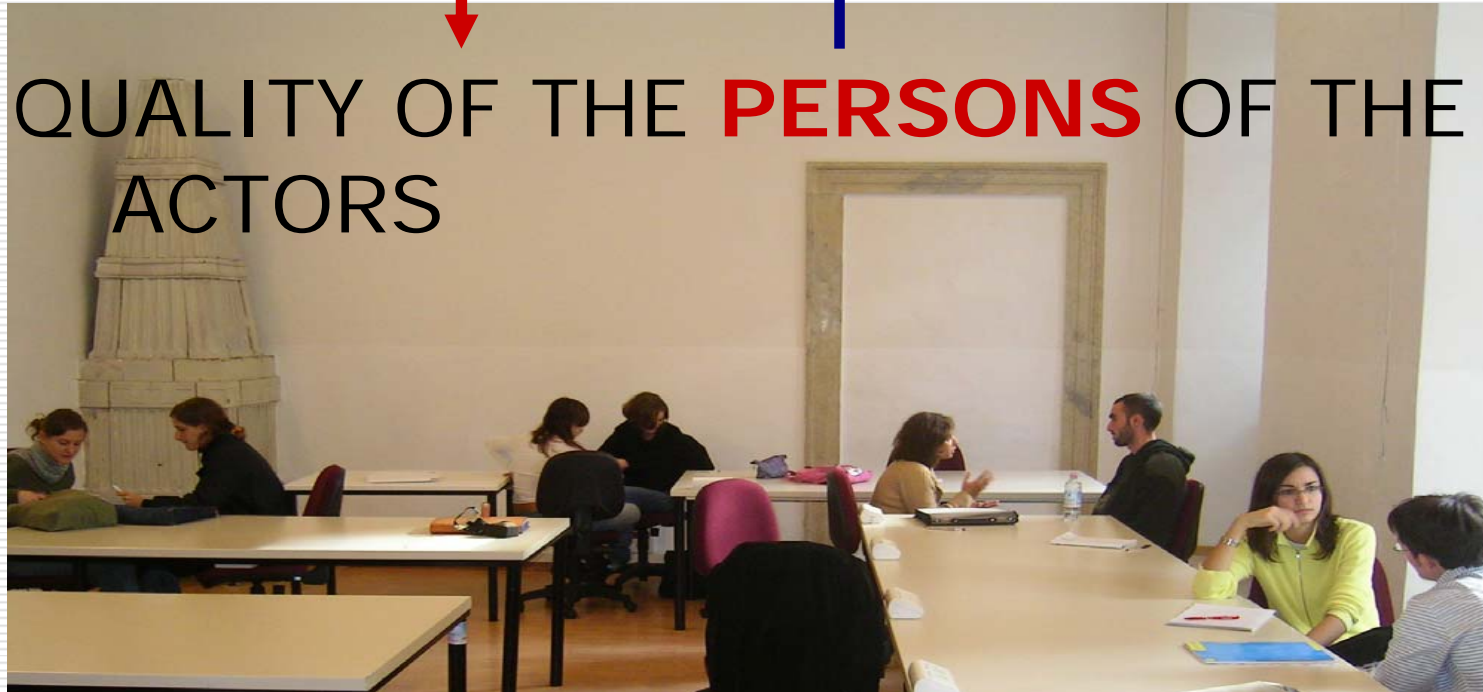 QUALITY OF THE PERSONS OF THE
ACTORS